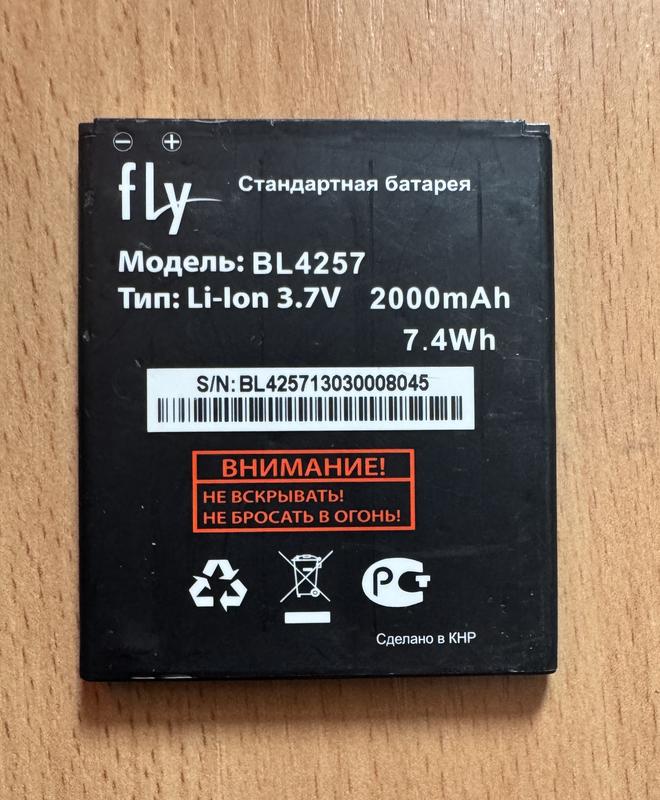 fly Стандартная батарея
Модель: BL4257
Тип: Li-Ion 3.7V 2000mAh
7.4Wh
S/N: BL425713030008045
ВНИМАНИЕ!
НЕ ВСКРЫВАТЬ!
НЕ БРОСАТЬ В ОГОНЬ!
РСТ
Сделано в КНР